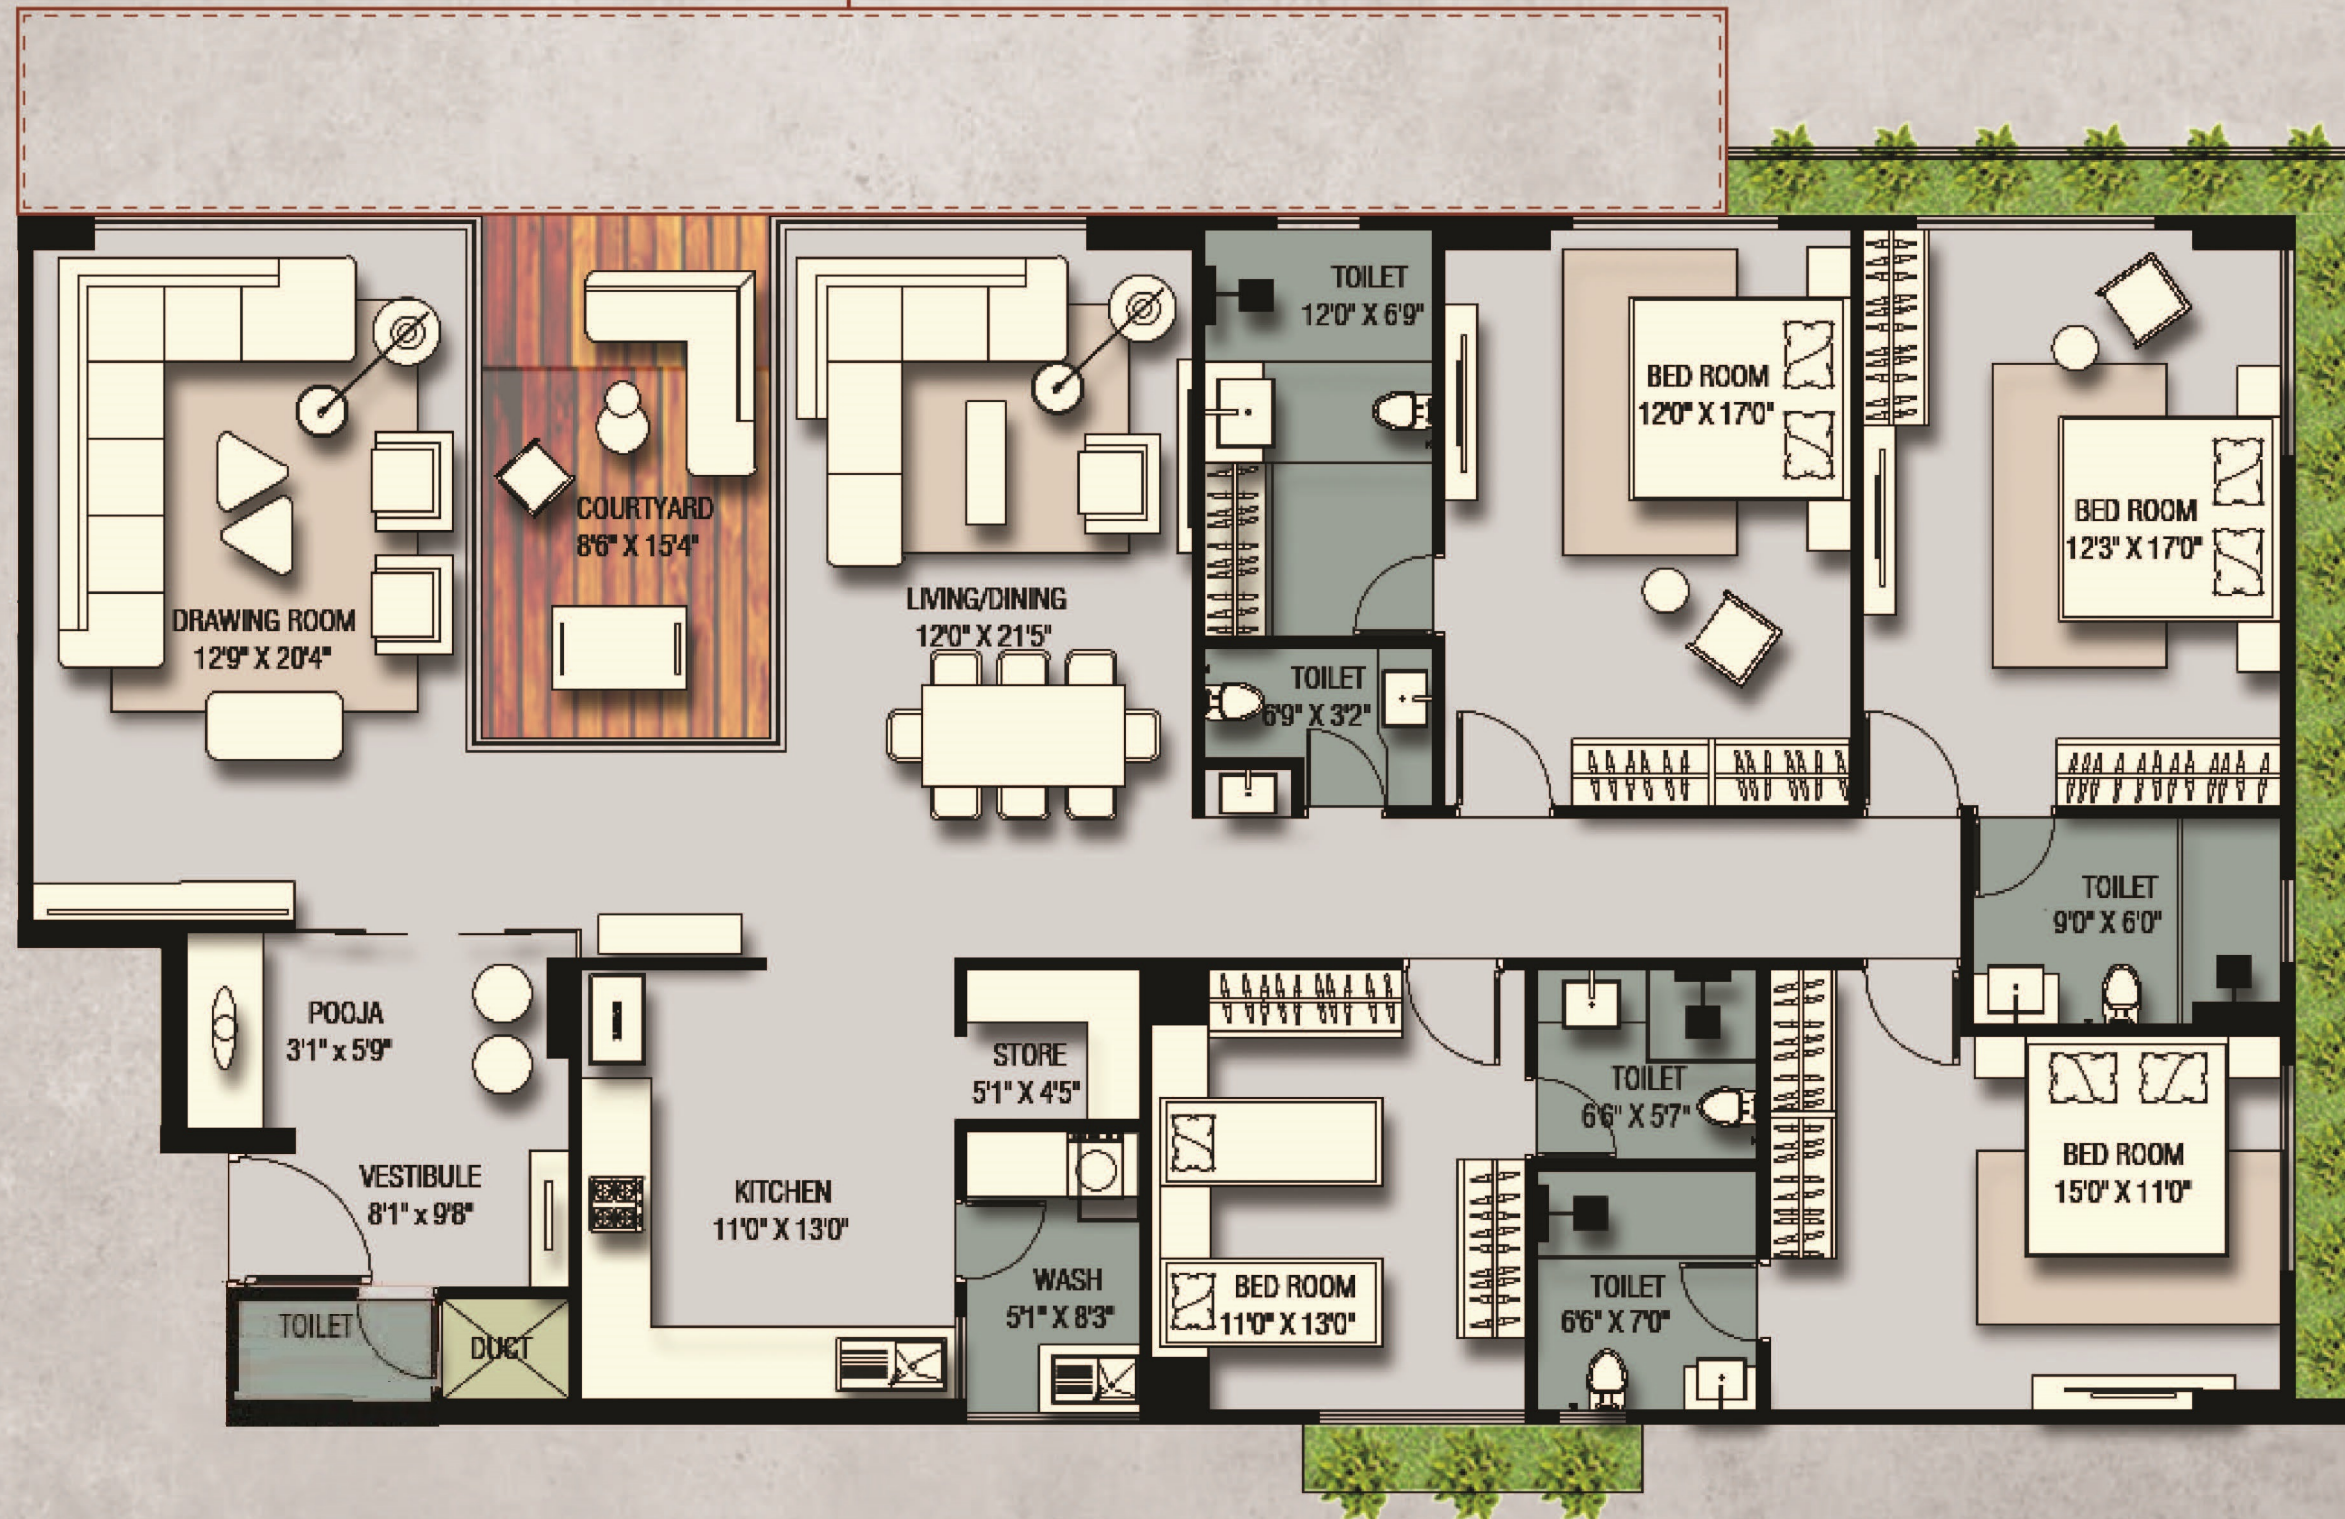 TOILET
12'0" X 6'9"
BED ROOM
12'0" X 17'0"
BED ROOM
12'3" X 17'0"
COURTYARD
8'6" X 15'4"
LIVING/DINING
12'0" X 21'5"
DRAWING ROOM
12'9" X 20'4"
TOILET
6'9" X 3'2"
TOILET
9'0" X 6'0"
POOJA
3'1" x 5'9"
STORE
5'1" X 4'5"
TOILET
6'6" X 5'7"
VESTIBULE
8'1" x 9'8"
KITCHEN
11'0" X 13'0"
BED ROOM
15'0" X 11'0"
WASH
5'1" X 8'3"
BED ROOM
11'0" X 13'0"
TOILET
6'6" X 7'0"
TOILET
DUCT